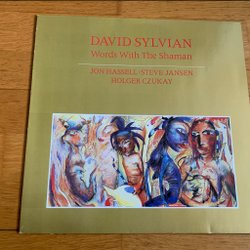 DAVID SYLVIAN
Words With The Shaman
JON HASSELL·STEVE JANSEN
HOLGER CZUKAY